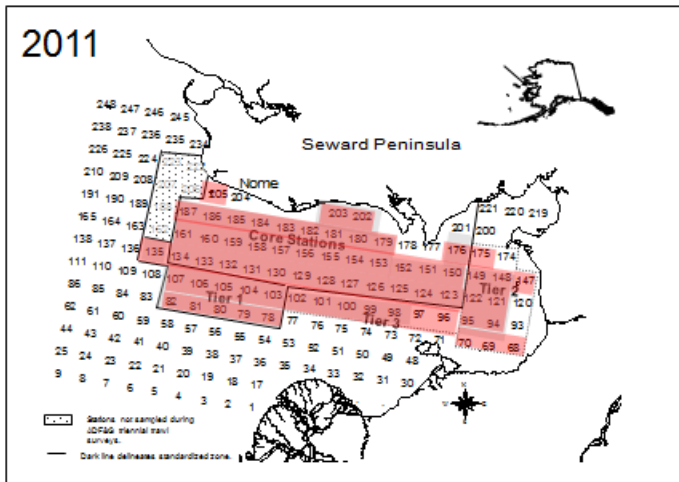 2011
248 247 246 245
238 237 236 235 234
Seward Peninsula
226 225 224
210 209 208
Nome
205 204
191 190 189
203 202
221 220 219
201 200
187 186 185 184 183 182 181 180 179 178 177 176 175 174
165 164 163
Core Stations
161 160 159 158 157 156 155 154 153 152 151 150 149 148 147
138 137 136 135 134 133 132 131 130 129 128 127 126 125 124 123 122 121 120
Tier 2
111 110 109 108 107 106 105 104 103 102 101 100 99 98 97 96 95 94 93
Tier 1
Tier 3
86 85 84 83 82 81 80 79 78 77 76 75 74 73 72 71 70 69 68
62 61 60 59 58 57 56 55 54 53 52 51 50 49 48
44 43 42 41 40 39 38 37 36 35 34 33 32 31 30
25 24 23 22 21 20 19 18 17
9 8 7 6 5 4 3 2 1
Stations not sampled during
ADF&G triennial trawl
surveys.
Dark line delineates standardized zone.